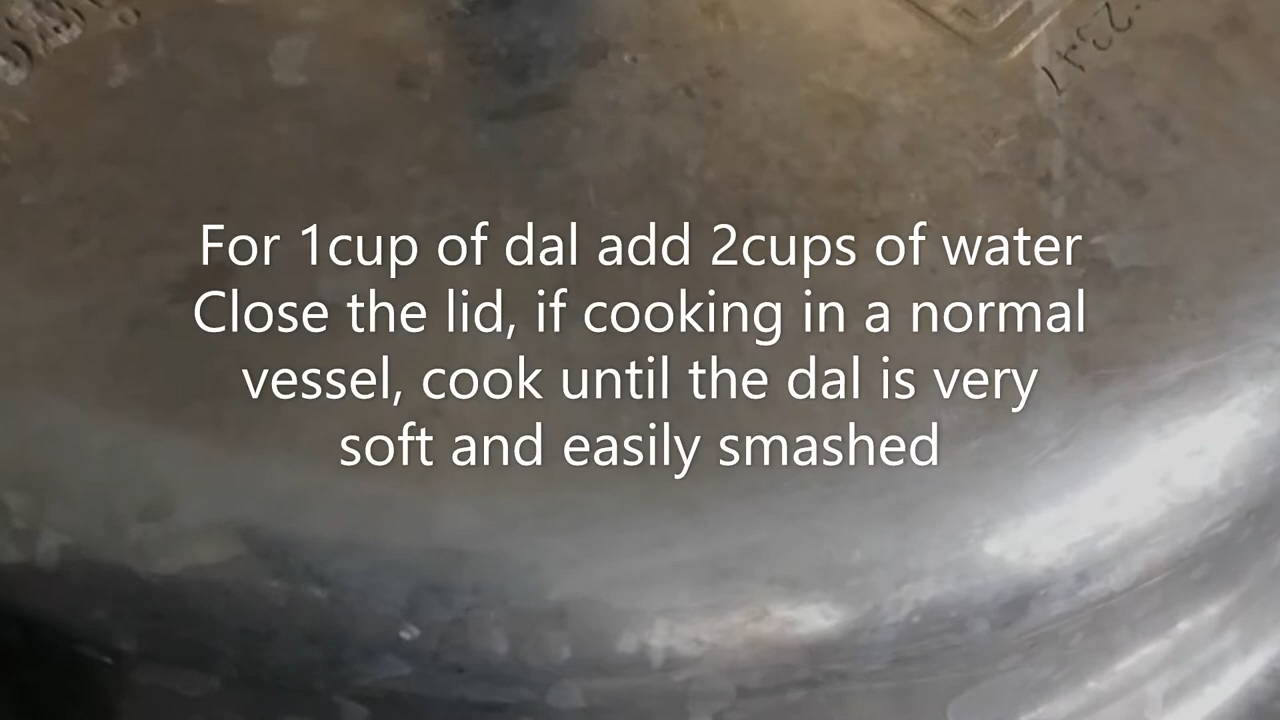 For 1cup of dal add 2cups of water
Close the lid, if cooking in a normal
vessel, cook until the dal is very
soft and easily smashed